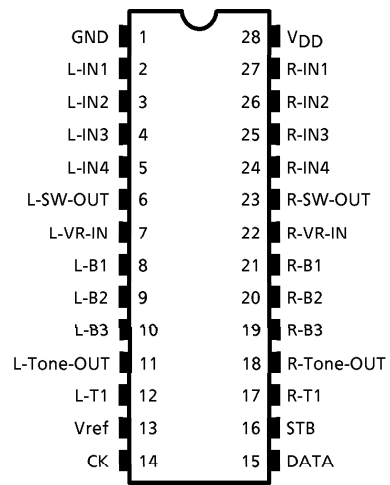 GND 1 28 VDD
L-IN1 2 27 R-IN1
L-IN2 3 26 R-IN2
L-IN3 4 25 R-IN3
L-IN4 5 24 R-IN4
L-SW-OUT 6 23 R-SW-OUT
L-VR-IN 7 22 R-VR-IN
L-B1 8 21 R-B1
L-B2 9 20 R-B2
L-B3 10 19 R-B3
L-Tone-OUT 11 18 R-Tone-OUT
L-T1 12 17 R-T1
Vref 13 16 STB
CK 14 15 DATA